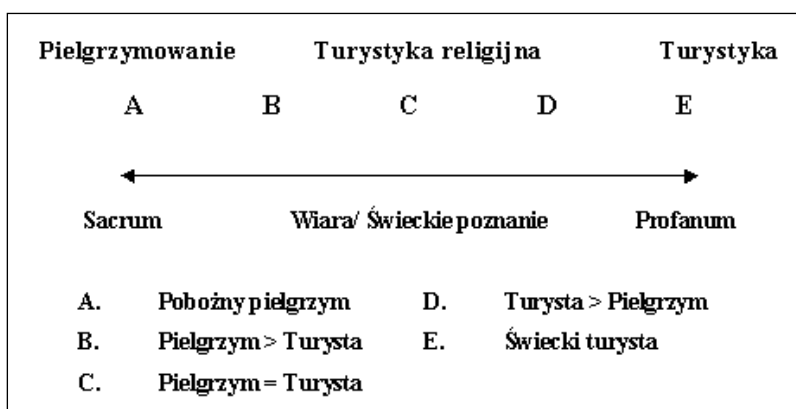 Pielgrzymowanie Turystyka religijna Turystyka
A B C D E
Sacrum Wiara/ Świeckie poznanie Profanum
A. Pobożny pielgrzym D. Turysta > Pielgrzym
B. Pielgrzym > Turysta E. Świecki turysta
C. Pielgrzym = Turysta